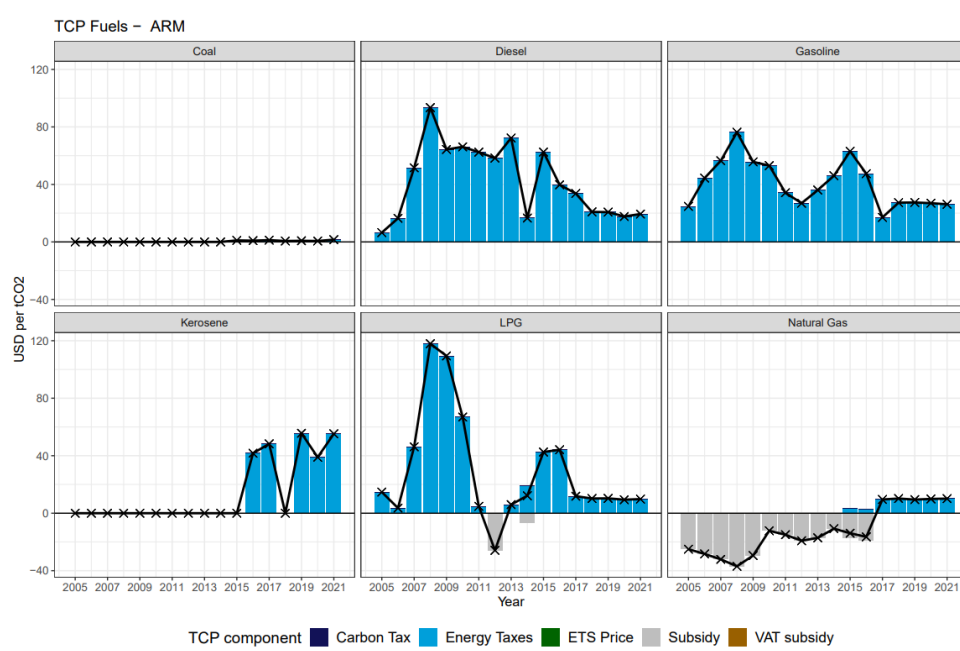 TCP Fuels − ARM
Coal Diesel Gasoline
120
80
40
0
−40
Kerosene LPG Natural Gas
120
80
40
0
−40
USD per tCO2
2005 2007 2009 2011 2013 2015 2017 2019 2021 2005 2007 2009 2011 2013 2015 2017 2019 2021 2005 2007 2009 2011 2013 2015 2017 2019 2021
Year
TCP component Carbon Tax Energy Taxes ETS Price Subsidy VAT subsidy